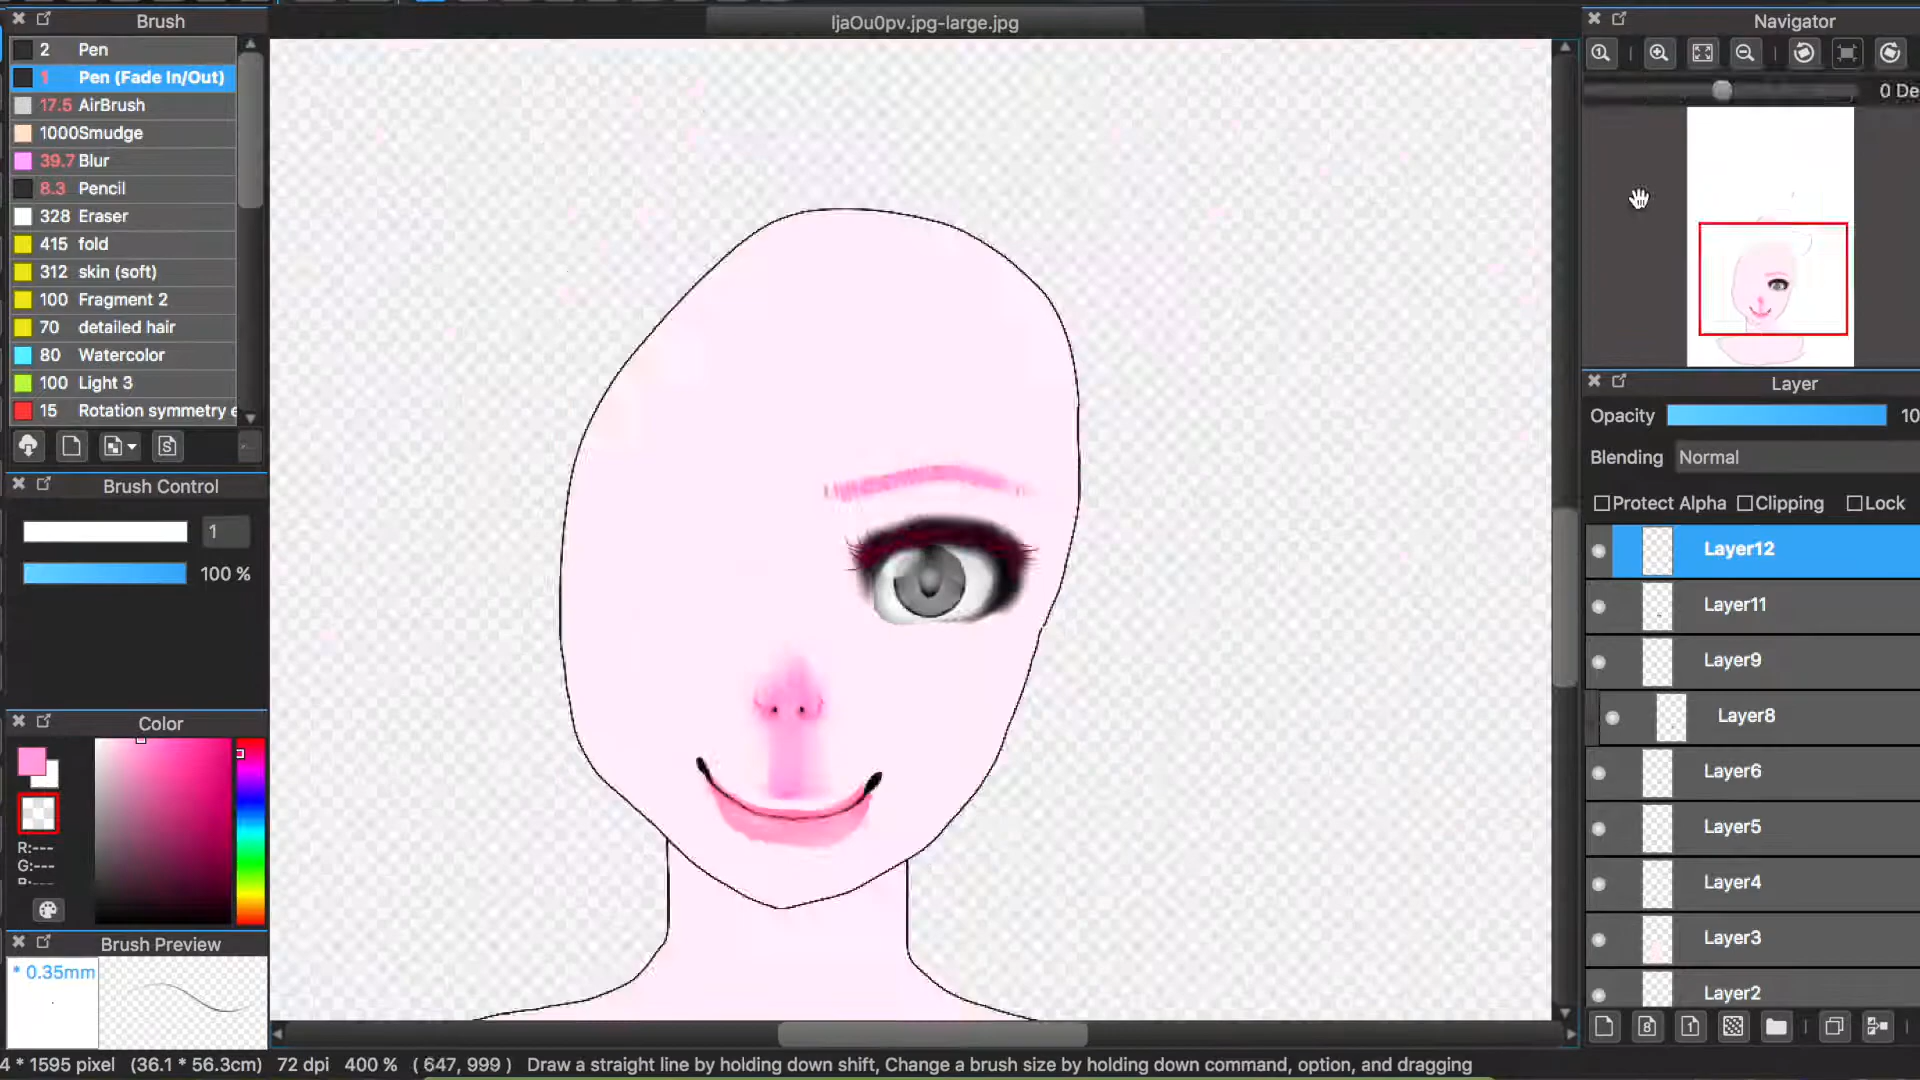 ljaOu0pv.jpg-large.jpg
Brush
2 Pen
1 Pen (Fade In/Out)
17.5 AirBrush
1000Smudge
39.7 Blur
8.3 Pencil
328 Eraser
415 fold
312 skin (soft)
100 Fragment 2
70 detailed hair
80 Watercolor
100 Light 3
15 Rotation symmetry e
Brush Control
1
100 %
Color
R:---
G:---
Brush Preview
* 0.35mm
Navigator
0 De
Layer
Opacity 10
Blending Normal
Protect Alpha Clipping Lock
Layer12
Layer11
Layer9
Layer8
Layer6
Layer5
Layer4
Layer3
Layer2
4 * 1595 pixel (36.1 * 56.3cm) 72 dpi 400 % ( 647, 999 ) Draw a straight line by holding down shift, Change a brush size by holding down command, option, and dragging